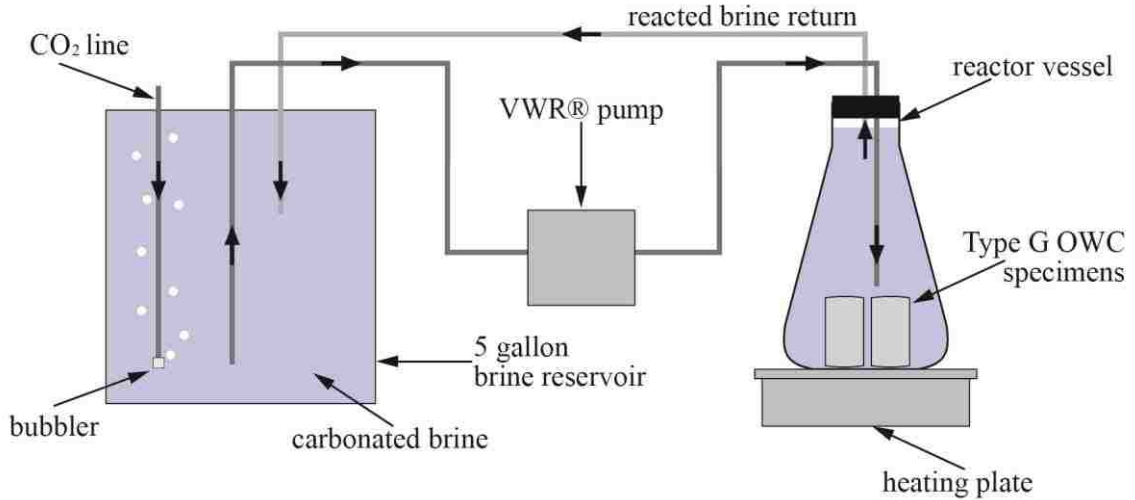 reacted brine return
CO₂ line
reactor vessel
VWR® pump
Type G OWC
specimens
5 gallon
brine reservoir
bubbler
carbonated brine
heating plate